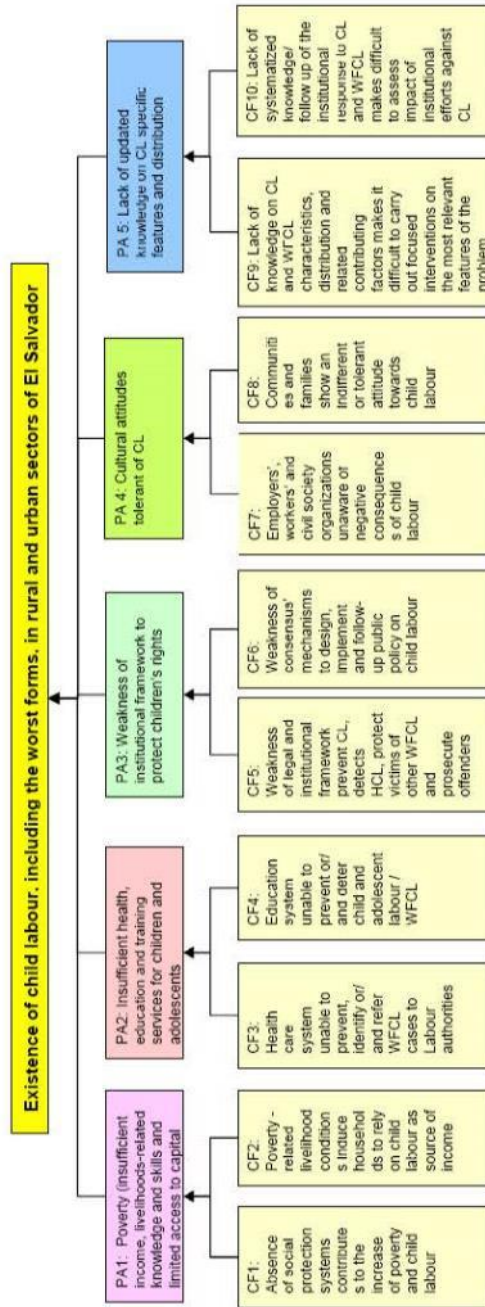 Existence of child labour, including the worst forms, in rural and urban sectors of El Salvador
PA1: Poverty (insufficient
income, livelihoods-related
knowledge and skills and
limited access to capital
PA2: Insufficient health,
education and training
services for children and
adolescents
PA3: Weakness of
institutional framework to
protect children's rights
PA 4: Cultural attitudes
tolerant of CL
PA 5: Lack of updated
knowledge on CL specific
features and distribution
CF1:
Absence
of social
protection
systems
contribute
s to the
increase
of poverty
and child
labour
CF2:
Poverty -
related
livelihood
condition
s induce
househol
ds to rely
on child
labour as
source of
income
CF3:
Health
care
system
unable to
prevent,
identify or/
and refer
WFCL
cases to
Labour
authorities
CF4:
Education
system
unable to
prevent or/
and deter
child and
adolescent
labour /
WFCL
CF5:
Weakness
of legal and
institutional
framework
prevent CL,
detects
HCL, protect
victims of
other WFCL
and
prosecute
offenders
CF6:
Weakness of
consensus'
mechanisms
to design,
implement
and follow-
up public
policy on
child labour
CF7:
Employers',
workers' and
civil society
organizations
unaware of
negative
consequence
s of child
labour
CF8:
Communiti
es and
families
show an
indifferent
or tolerant
attitude
towards
child
labour
CF9: Lack of
knowledge on CL
and WFCL
characteristics,
distribution and
related
contributing
factors makes it
difficult to carry
out focused
interventions on
the most relevant
features of the
problem
CF10: Lack of
systematized
knowledge/
follow up of the
institutional
response to CL
and WFCL
makes difficult
to assess
impact of
institutional
efforts against
CL